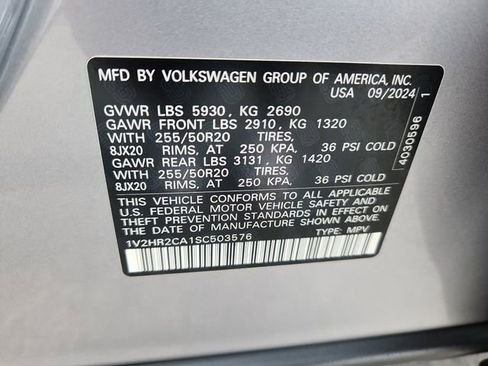 MFD BY VOLKSWAGEN GROUP OF AMERICA, INC.
USA 09/2024
GVWR LBS 5930, KG 2690
GAWR FRONT LBS 2910, KG 1320
WITH 255/50R20 TIRES,
8JX20 RIMS, AT 250 KPA, 36 PSI COLD
GAWR REAR LBS 3131, KG 1420
WITH 255/50R20 TIRES,
8JX20 RIMS, AT 250 KPA, 36 PSI COLD
THIS VEHICLE CONFORMS TO ALL APPLICABLE
U.S. FEDERAL MOTOR VEHICLE SAFETY AND
THEFT PREVENTION STANDARDS IN EFFECT ON THE
DATE OF MANUFACTURE SHOWN ABOVE.
1V2HR2CA1SC503576 TYPE: MPV
4030596 1